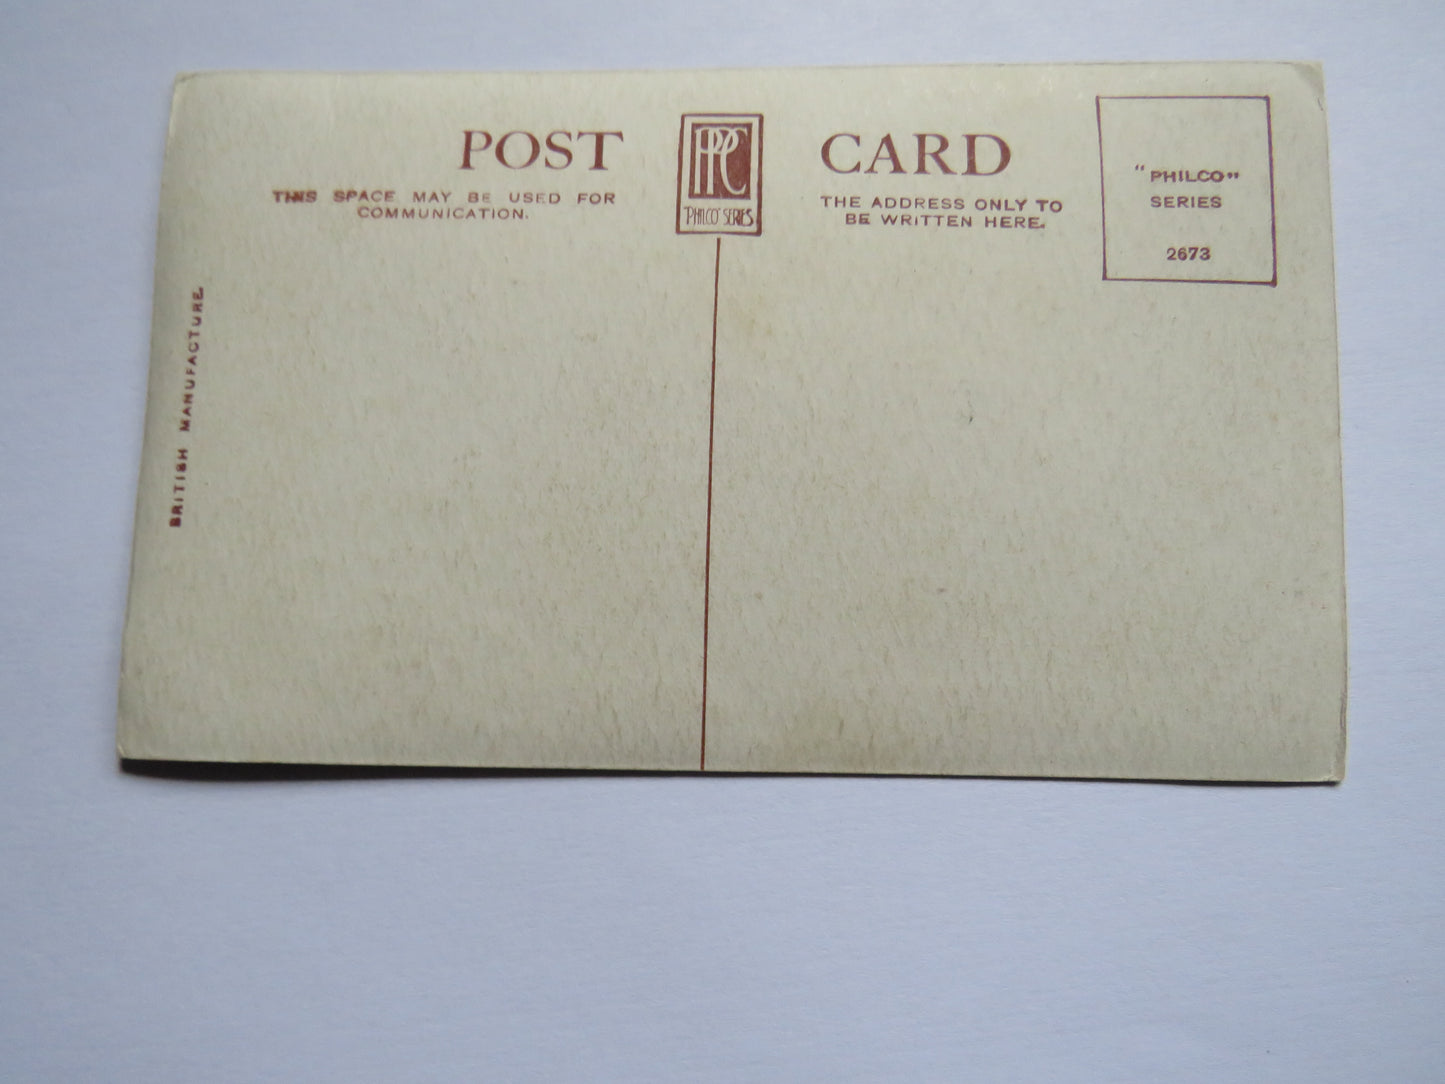 POST CARD
THIS SPACE MAY BE USED FOR
COMMUNICATION.
PPC
"PHILCO" SERIES
THE ADDRESS ONLY TO
BE WRITTEN HERE.
"PHILCO"
SERIES
2673
BRITISH MANUFACTURE.